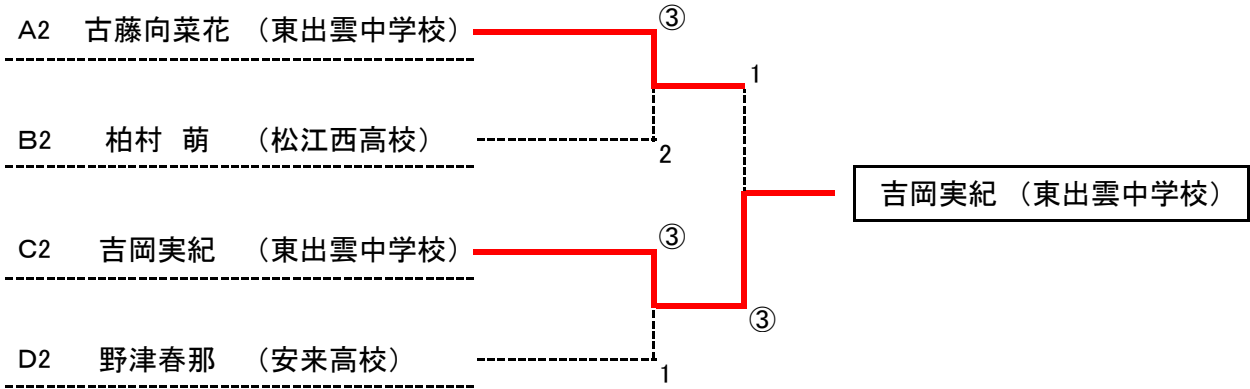 A2 古藤向菜花 （東出雲中学校）
③
1
B2 柏村 萌 （松江西高校）
2
吉岡実紀 （東出雲中学校）
C2 吉岡実紀 （東出雲中学校）
③
③
D2 野津春那 （安来高校）
1